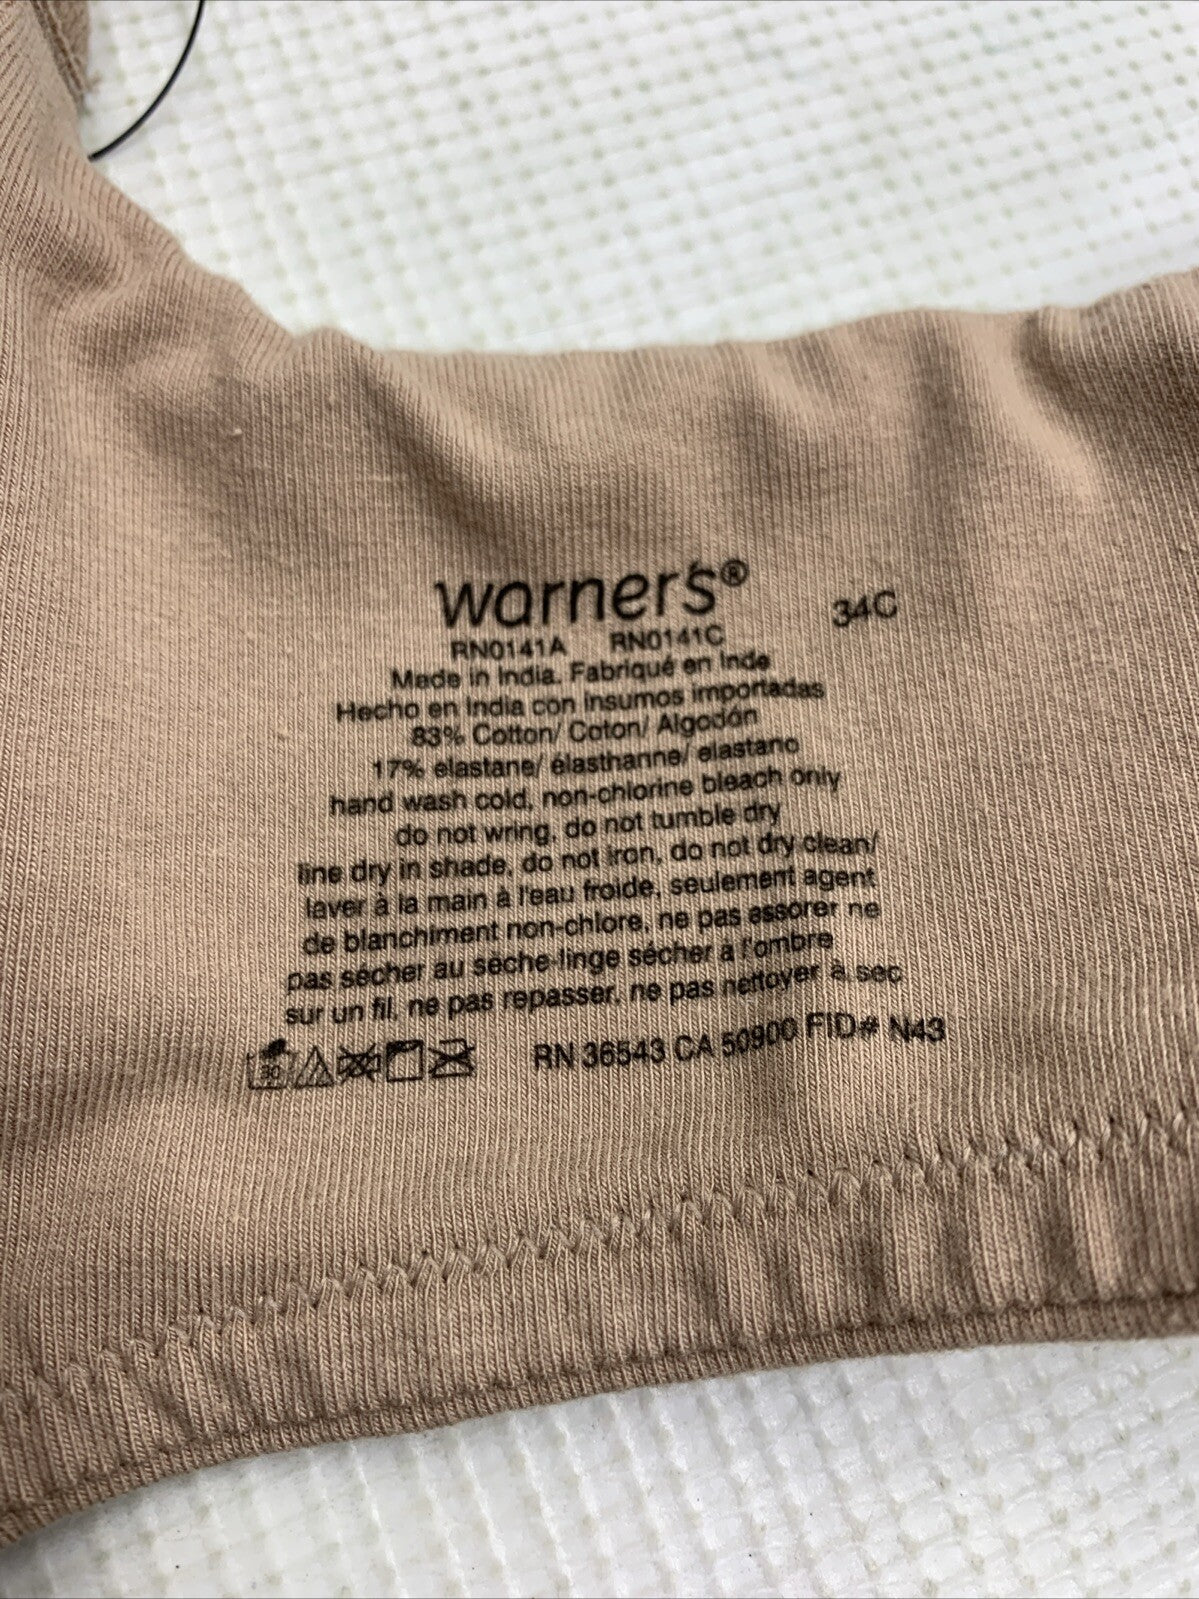 warner's®
34C
RN0141A RN0141C
Made in India. Fabriqué en Inde
Hecho en India con insumos importadas
83% Cotton/ Coton/ Algodón
17% elastane/ élasthanne/ elastano
hand wash cold, non-chlorine bleach only
do not wring, do not tumble dry
line dry in shade, do not iron, do not dry clean/
laver à la main à l'eau froide, seulement agent
de blanchiment non-chlore, ne pas essorer ne
pas sécher au sèche-linge sécher à l'ombre
sur un fil, ne pas repasser, ne pas nettoyer à sec
30
RN 36543 CA 50900 FID# N43